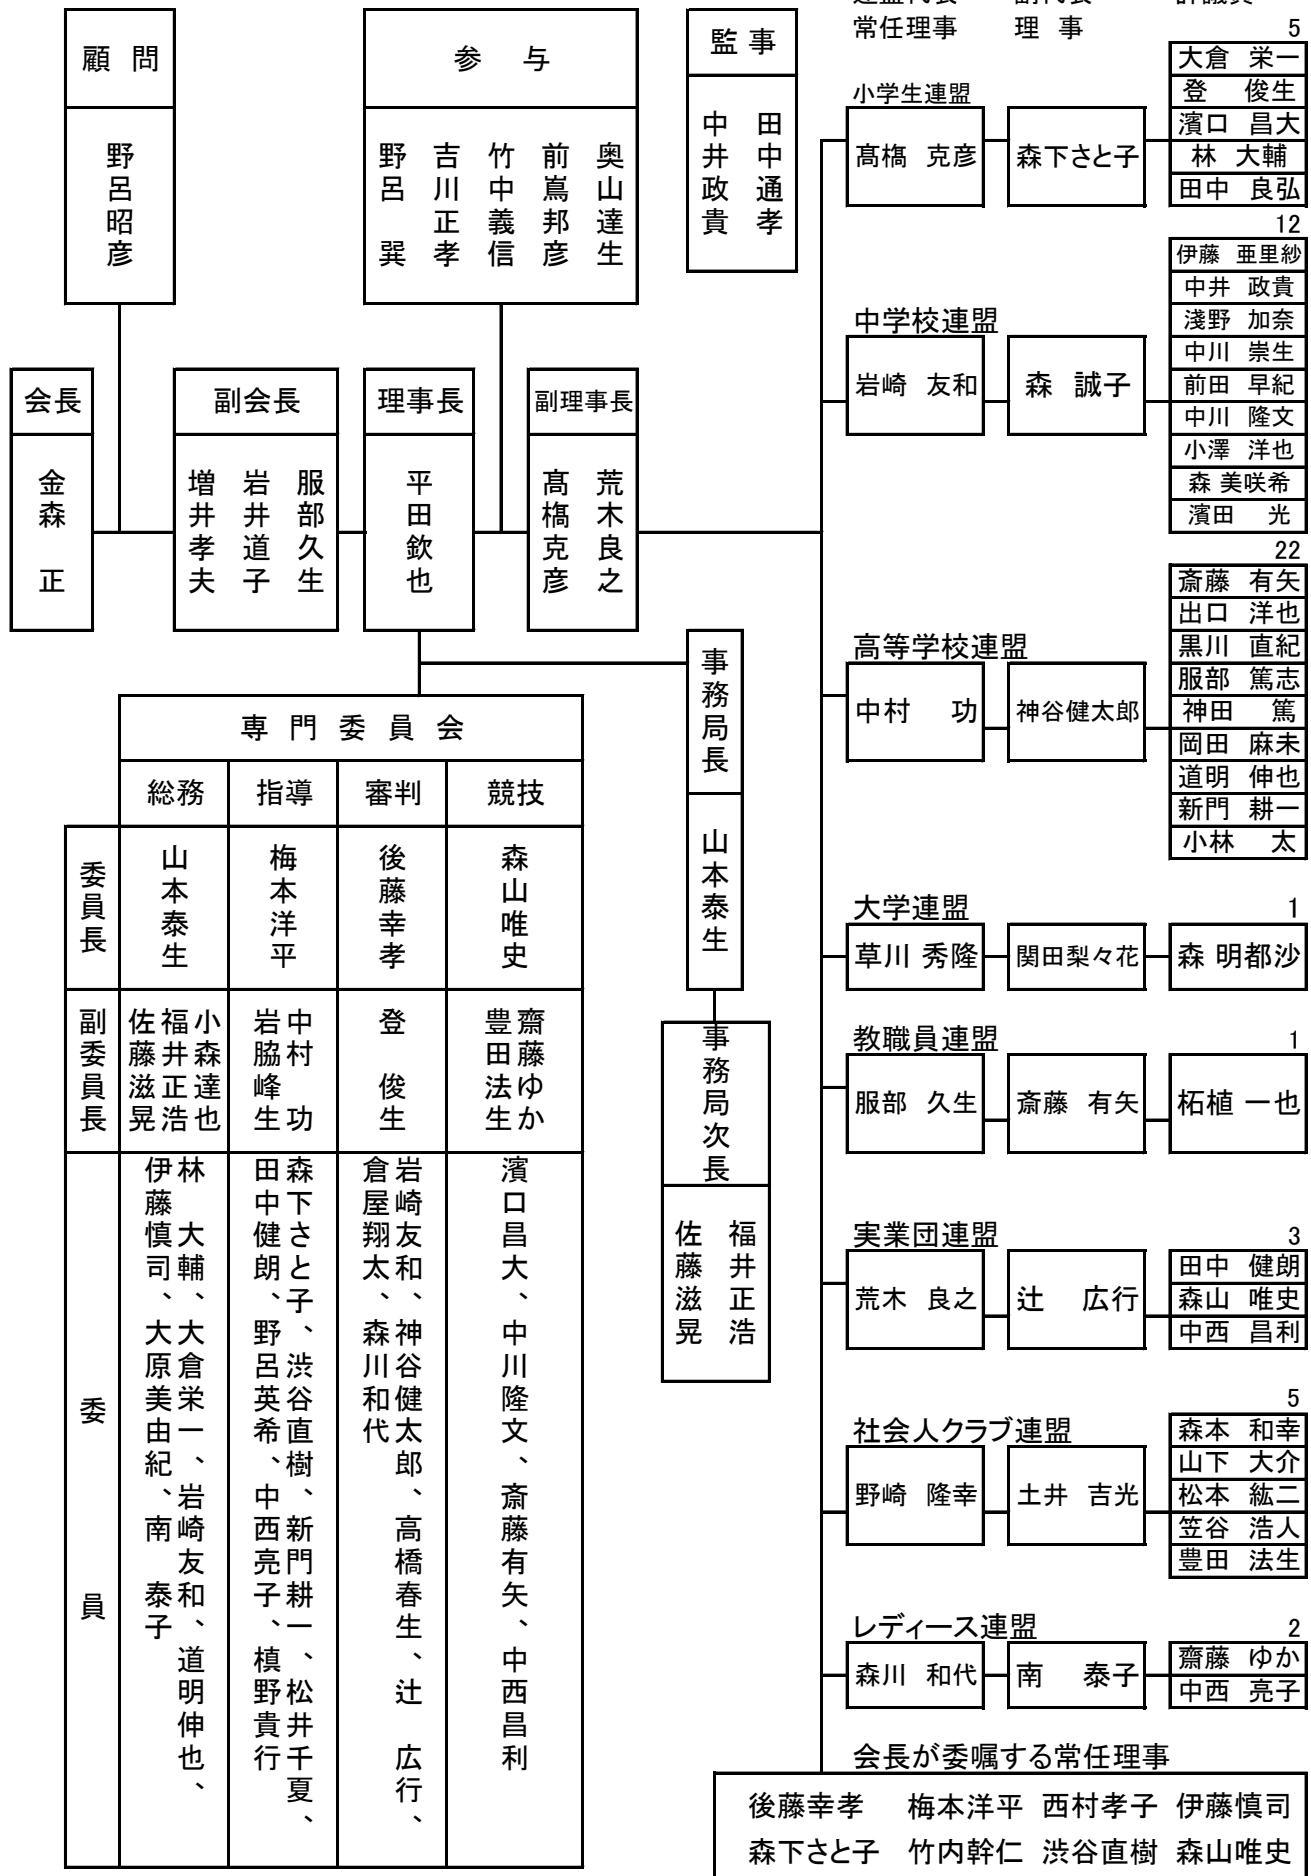 常任理事 理 事
顧 問
野呂昭彦
参 与
奥山達生
前嶌邦彦
竹中義信
吉川正孝
野呂 巽
監 事
田中通孝
中井政貴
会長
金森 正
副会長
服部久生
岩井道子
増井孝夫
理事長
平田欽也
副理事長
荒木良之
髙槗克彦
事務局長
山本泰生
事務局次長
福井正浩
佐藤滋晃
専 門 委 員 会
総務 指導 審判 競技
委員長
山本泰生
梅本洋平
後藤幸孝
森山唯史
副委員長
小森達也
福井正浩
佐藤滋晃
中村 功
岩脇峰生
登 俊生
齋藤ゆか
豊田法生
委 員
林 大輔、大倉栄一、岩崎友和、道明伸也、
伊藤慎司、大原美由紀、南 泰子
森下さと子、渋谷直樹、新門耕一、松井千夏、
田中健朗、野呂英希、中西亮子、槙野貴行
岩崎友和、神谷健太郎、高橋春生、辻 広行、
倉屋翔太、森川和代
濱口昌大、中川隆文、斎藤有矢、中西昌利
小学生連盟
髙槗 克彦
森下さと子
5
大倉 栄一
登 俊生
濱口 昌大
林 大輔
田中 良弘
中学校連盟
岩崎 友和
森 誠子
12
伊藤 亜里紗
中井 政貴
淺野 加奈
中川 崇生
前田 早紀
中川 隆文
小澤 洋也
森 美咲希
濱田 光
高等学校連盟
中村 功
神谷健太郎
22
斎藤 有矢
出口 洋也
黒川 直紀
服部 篤志
神田 篤
岡田 麻未
道明 伸也
新門 耕一
小林 太
大学連盟
草川 秀隆
関田梨々花
1
森 明都沙
教職員連盟
服部 久生
斎藤 有矢
1
柘植 一也
実業団連盟
荒木 良之
辻 広行
3
田中 健朗
森山 唯史
中西 昌利
社会人クラブ連盟
野崎 隆幸
土井 吉光
5
森本 和幸
山下 大介
松本 紘二
笠谷 浩人
豊田 法生
レディース連盟
森川 和代
南 泰子
2
齋藤 ゆか
中西 亮子
会長が委嘱する常任理事
後藤幸孝 梅本洋平 西村孝子 伊藤慎司
森下さと子 竹内幹仁 渋谷直樹 森山唯史